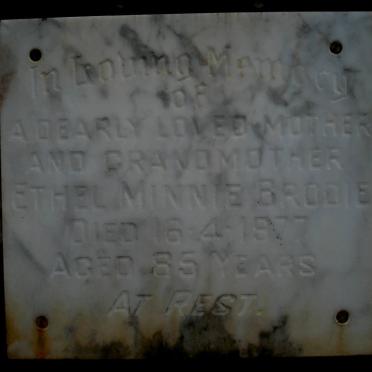 In Loving Memory
OF
A DEARLY LOVED MOTHER
AND GRANDMOTHER
ETHEL MINNIE BRODIE
DIED 16·4·1977
AGED 85 YEARS
AT REST.